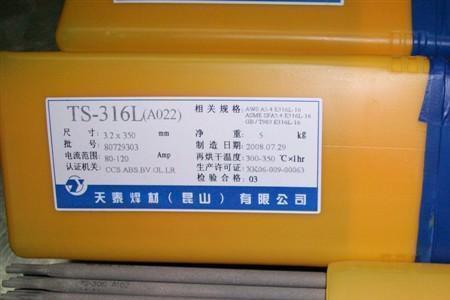 TS-316L(A022)
相关规格: AWS A5.4 E316L-16
ASME SFA5.4 E316L-16
GB/T983 E316L-16
尺寸: 3.2 x 350 mm 净重: 5 kg
批号: 80729303 制造日期: 2008.07.29
电流范围: 80-120 Amp 再烘干温度: 300-350 ℃×1hr
认证机关: CCS.ABS.BV.GL.LR 生产许可证: XK06-009-00063
检验合格: 03
天泰焊材(昆山)有限公司
TS-308 A102